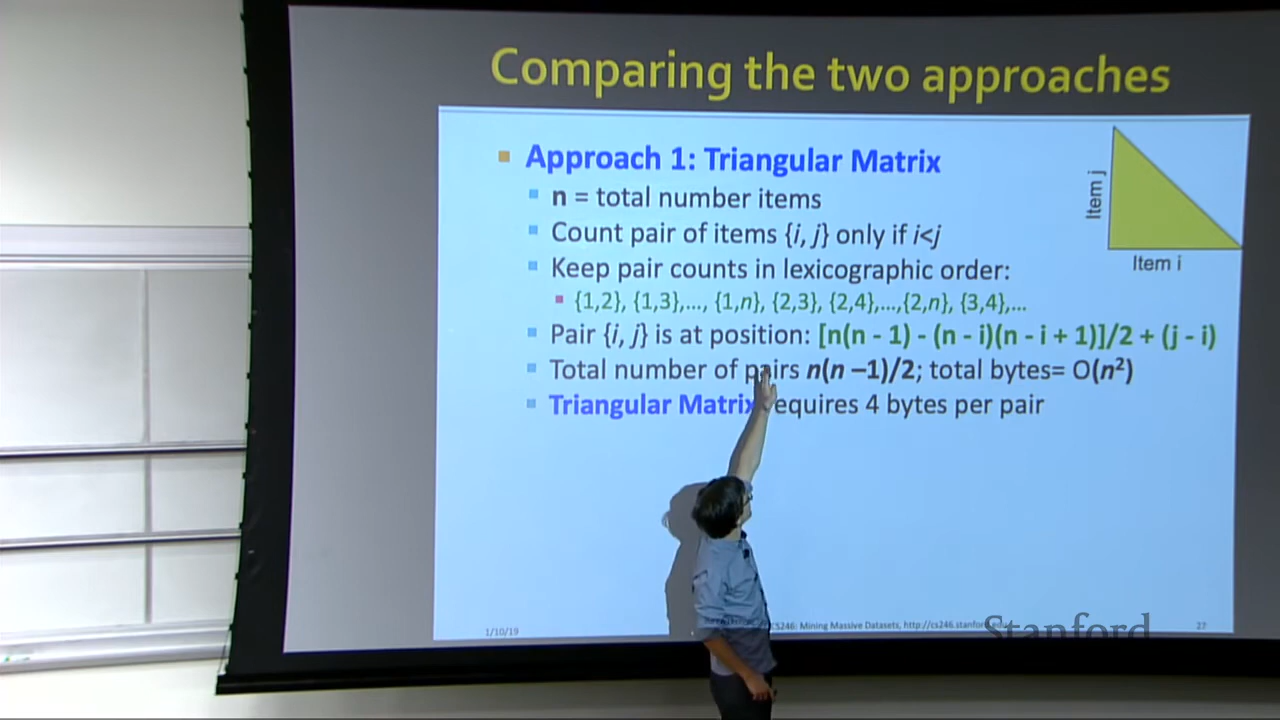 Comparing the two approaches
Approach 1: Triangular Matrix
n = total number items
Count pair of items {i, j} only if i<j
Keep pair counts in lexicographic order:
{1,2}, {1,3},..., {1,n}, {2,3}, {2,4},...,{2,n}, {3,4},...
Pair {i, j} is at position: [n(n - 1) - (n - i)(n - i + 1)]/2 + (j - i)
Total number of pairs n(n –1)/2; total bytes= O(n²)
Triangular Matrix requires 4 bytes per pair
Item j
Item i
1/10/19
CS246: Mining Massive Datasets, http://cs246.stanford.edu
27
Stanford